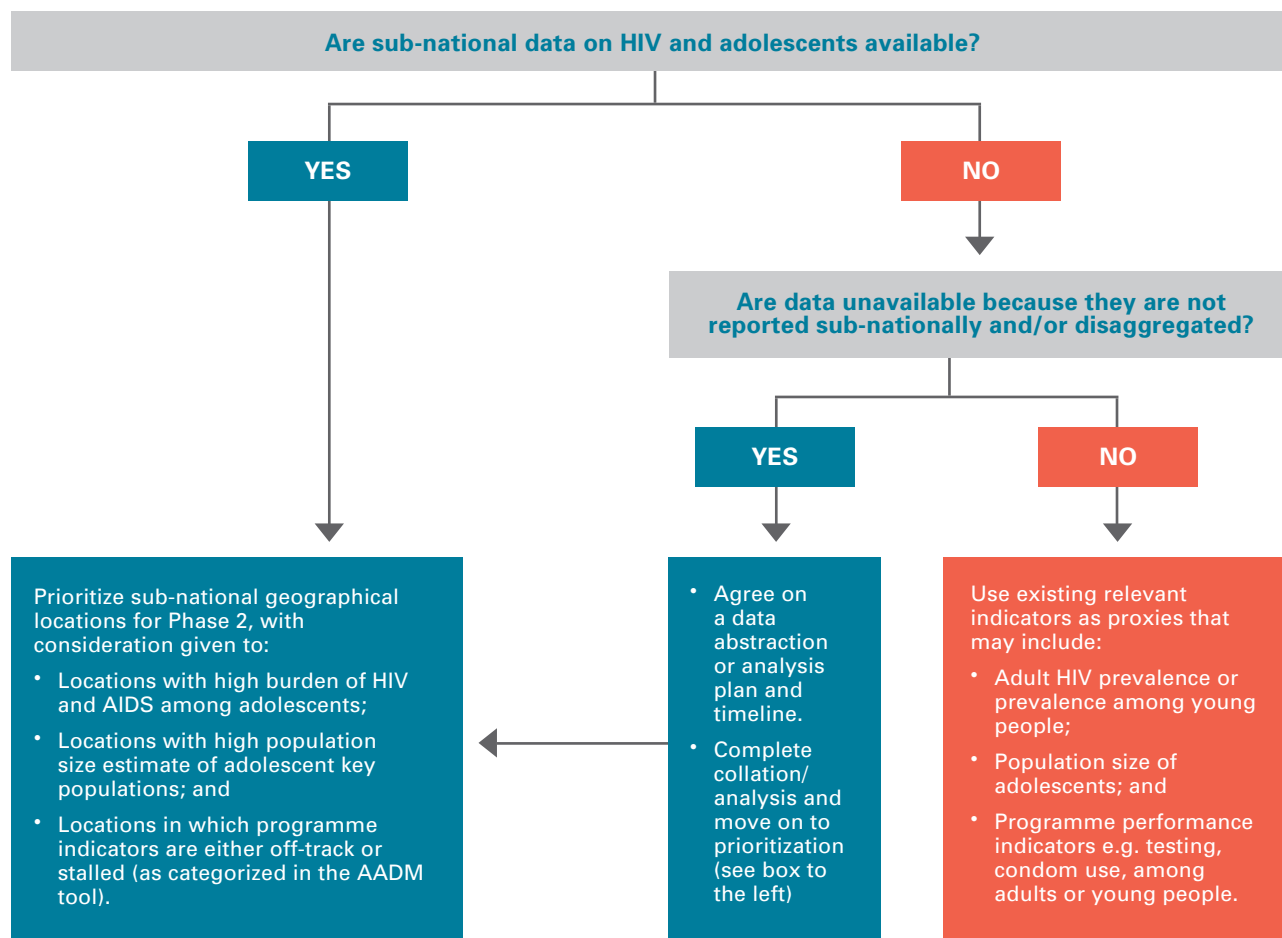 Are sub-national data on HIV and adolescents available?
YES
NO
Are data unavailable because they are not
reported sub-nationally and/or disaggregated?
YES
NO
Prioritize sub-national geographical
locations for Phase 2, with
consideration given to:
• Locations with high burden of HIV
and AIDS among adolescents;
• Locations with high population
size estimate of adolescent key
populations; and
• Locations in which programme
indicators are either off-track or
stalled (as categorized in the AADM
tool).
• Agree on
a data
abstraction
or analysis
plan and
timeline.
• Complete
collation/
analysis and
move on to
prioritization
(see box to
the left)
Use existing relevant
indicators as proxies that
may include:
• Adult HIV prevalence or
prevalence among young
people;
• Population size of
adolescents; and
• Programme performance
indicators e.g. testing,
condom use, among
adults or young people.